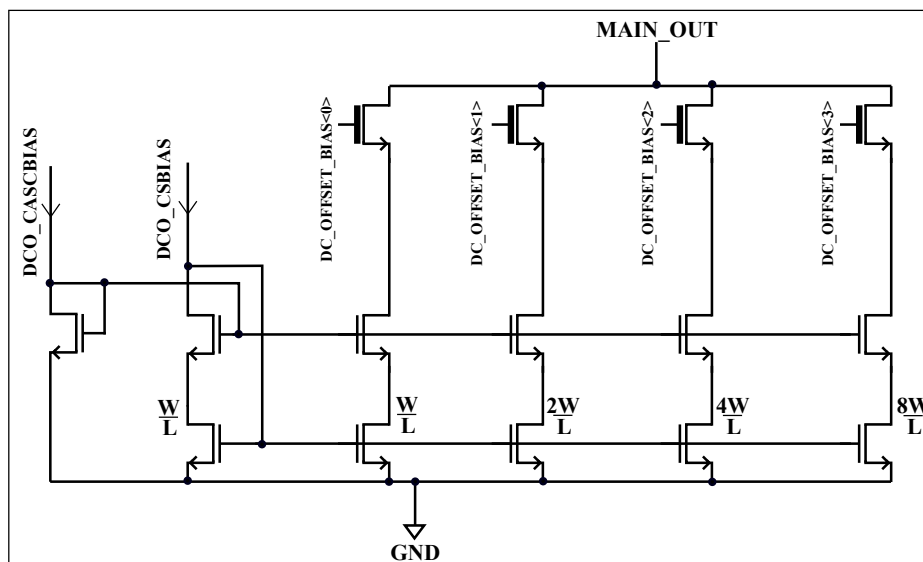 MAIN_OUT
DCO_CASCBIAS
DCO_CSBIAS
DC_OFFSET_BIAS<0>
DC_OFFSET_BIAS<1>
DC_OFFSET_BIAS<2>
DC_OFFSET_BIAS<3>
W
L
W
L
2W
L
4W
L
8W
L
GND